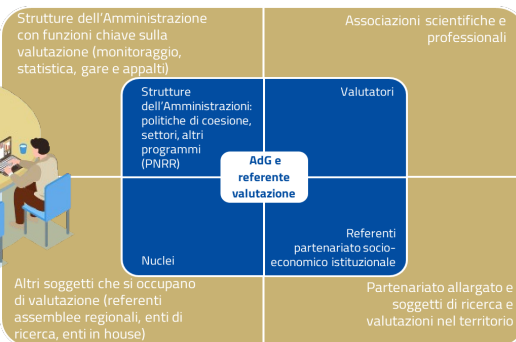 Strutture dell'Amministrazione
con funzioni chiave sulla
valutazione (monitoraggio,
statistica, gare e appalti)
Associazioni scientifiche e
professionali
Strutture
dell'Amministrazioni:
politiche di coesione,
settori, altri
programmi
(PNRR)
Valutatori
AdG e
referente
valutazione
Nuclei
Referenti
partenariato socio-
economico istituzionale
Altri soggetti che si occupano
di valutazione (referenti
assemblee regionali, enti di
ricerca, enti in house)
Partenariato allargato e
soggetti di ricerca e
valutazioni nel territorio